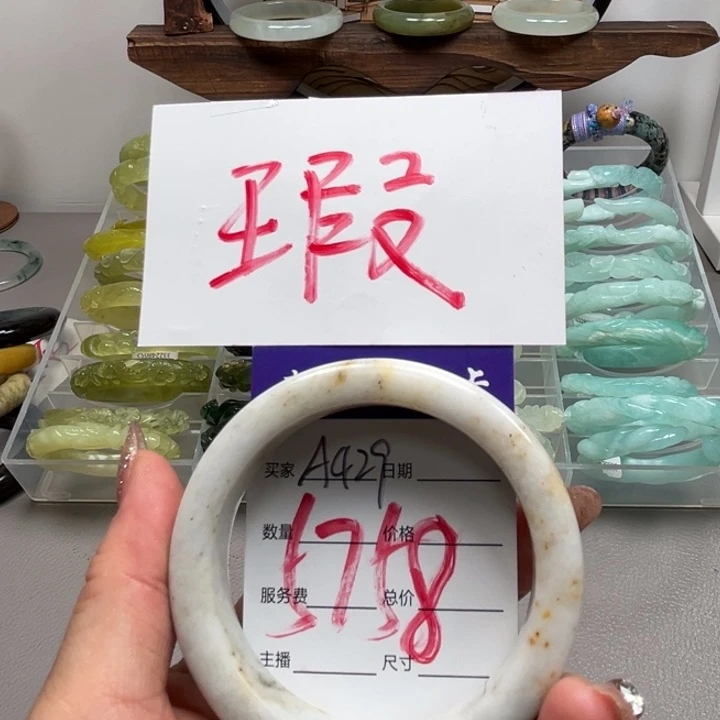 瑕
买家 A429 日期
数量 价格
5758
服务费 总价
主播 尺寸